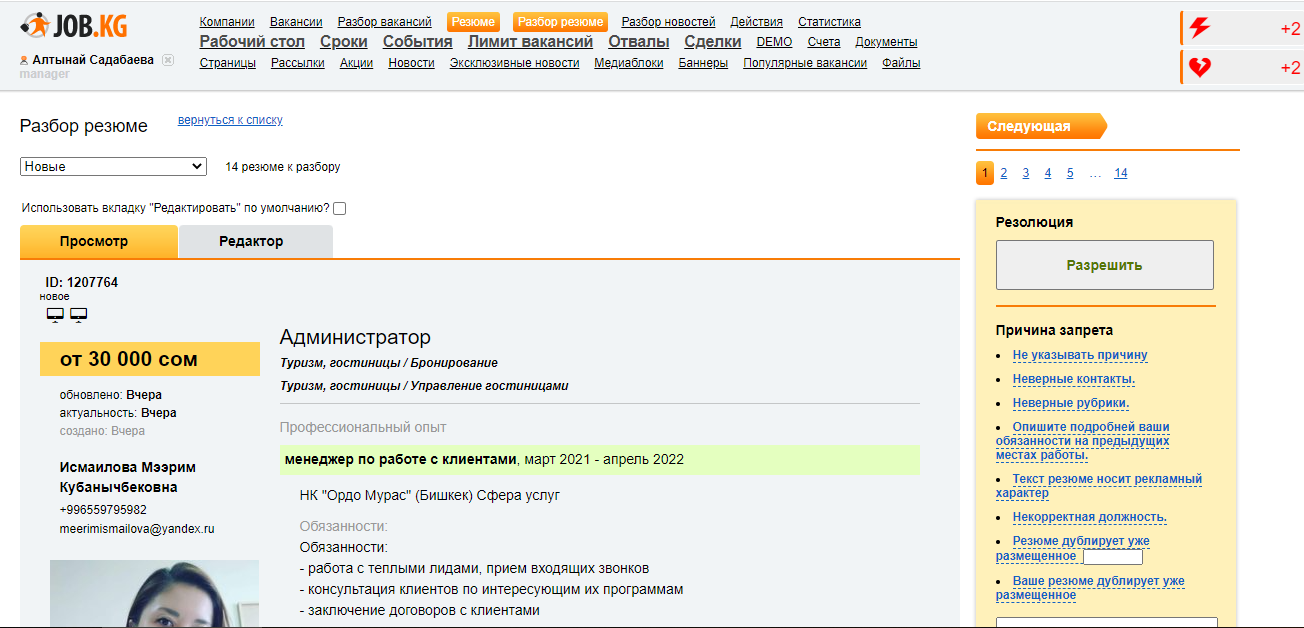 JOB.KG
Алтынай Садабаева
manager
Компании Вакансии Разбор вакансий Резюме Разбор резюме Разбор новостей Действия Статистика
Рабочий стол Сроки События Лимит вакансий Отвалы Сделки DEMO Счета Документы
Страницы Рассылки Акции Новости Эксклюзивные новости Медиаблоки Баннеры Популярные вакансии Файлы
+2
+2
Разбор резюме вернуться к списку
Новые 14 резюме к разбору
Использовать вкладку "Редактировать" по умолчанию?
Просмотр Редактор
ID: 1207764
новое
от 30 000 сом
обновлено: Вчера
актуальность: Вчера
создано: Вчера
Исмаилова Мээрим
Кубанычбековна
+996559795982
meerimismailova@yandex.ru
Администратор
Туризм, гостиницы / Бронирование
Туризм, гостиницы / Управление гостиницами
Профессиональный опыт
менеджер по работе с клиентами, март 2021 - апрель 2022
НК "Ордо Мурас" (Бишкек) Сфера услуг
Обязанности:
Обязанности:
- работа с теплыми лидами, прием входящих звонков
- консультация клиентов по интересующим их программам
- заключение договоров с клиентами
Следующая
1 2 3 4 5 ... 14
Резолюция
Разрешить
Причина запрета
Не указывать причину
Неверные контакты.
Неверные рубрики.
Опишите подробней ваши
обязанности на предыдущих
местах работы.
Текст резюме носит рекламный
характер
Некорректная должность.
Резюме дублирует уже
размещенное
Ваше резюме дублирует уже
размещенное